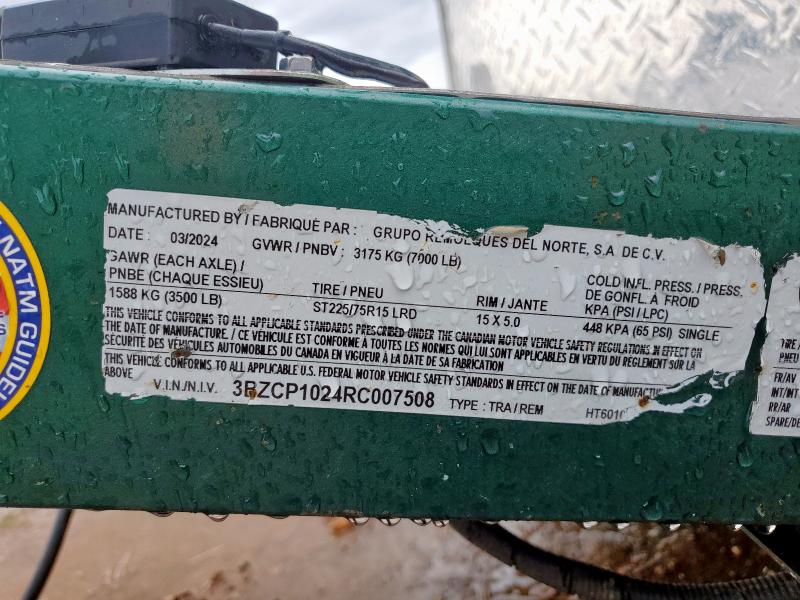 MANUFACTURED BY / FABRIQUÉ PAR : GRUPO REMOLQUES DEL NORTE, S.A. DE C.V.
DATE : 03/2024 GVWR / PNBV : 3175 KG (7000 LB)
GAWR (EACH AXLE) /
PNBE (CHAQUE ESSIEU) TIRE / PNEU RIM / JANTE COLD INFL. PRESS. / PRESS.
DE GONFL. À FROID
KPA (PSI / LPC)
1588 KG (3500 LB) ST225/75R15 LRD 15 X 5.0 448 KPA (65 PSI) SINGLE
THIS VEHICLE CONFORMS TO ALL APPLICABLE STANDARDS PRESCRIBED UNDER THE CANADIAN MOTOR VEHICLE SAFETY REGULATIONS IN EFFECT ON
THE DATE OF MANUFACTURE. / CE VÉHICULE EST CONFORME À TOUTES LES NORMES QUI LUI SONT APPLICABLES EN VERTU DU RÈGLEMENT SUR LA
SÉCURITÉ DES VÉHICULES AUTOMOBILES DU CANADA EN VIGUEUR À LA DATE DE SA FABRICATION
THIS VEHICLE CONFORMS TO ALL APPLICABLE U.S. FEDERAL MOTOR VEHICLE SAFETY STANDARDS IN EFFECT ON THE DATE OF MANUFACTU
ABOVE
V.I.N./N.I.V. 3BZCP1024RC007508 TYPE : TRA / REM HT601
NATM GUIDEL
TIRE /
PNEU
FR/AV
INT/INT
RR/AR
SPARE/DE